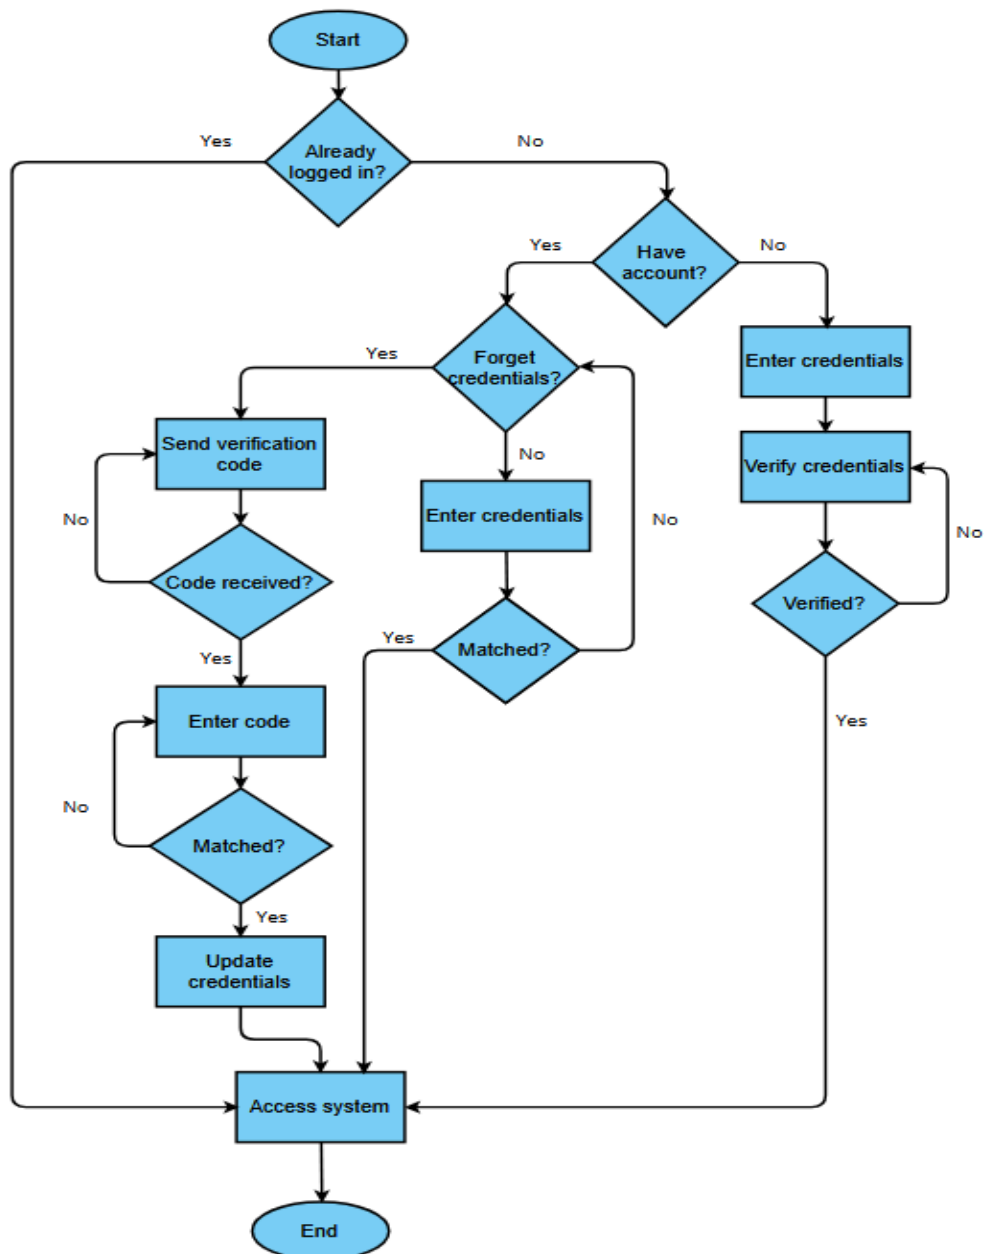 Start
Yes
No
Already
logged in?
Yes
No
Have
account?
Yes
Forget
credentials?
Enter credentials
Send verification
code
No
Verify credentials
No
Enter credentials
No
No
Code received?
Verified?
Yes
Yes
Matched?
Enter code
Yes
No
Matched?
Yes
Update
credentials
Access system
End